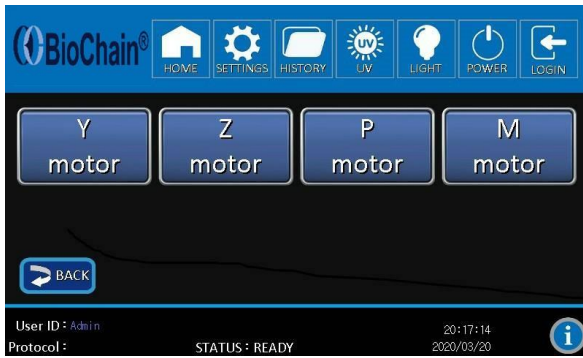 BioChain®
HOME SETTINGS HISTORY UV LIGHT POWER LOGIN
Y motor
Z motor
P motor
M motor
BACK
User ID : Admin
Protocol :
STATUS : READY
20:17:14
2020/03/20